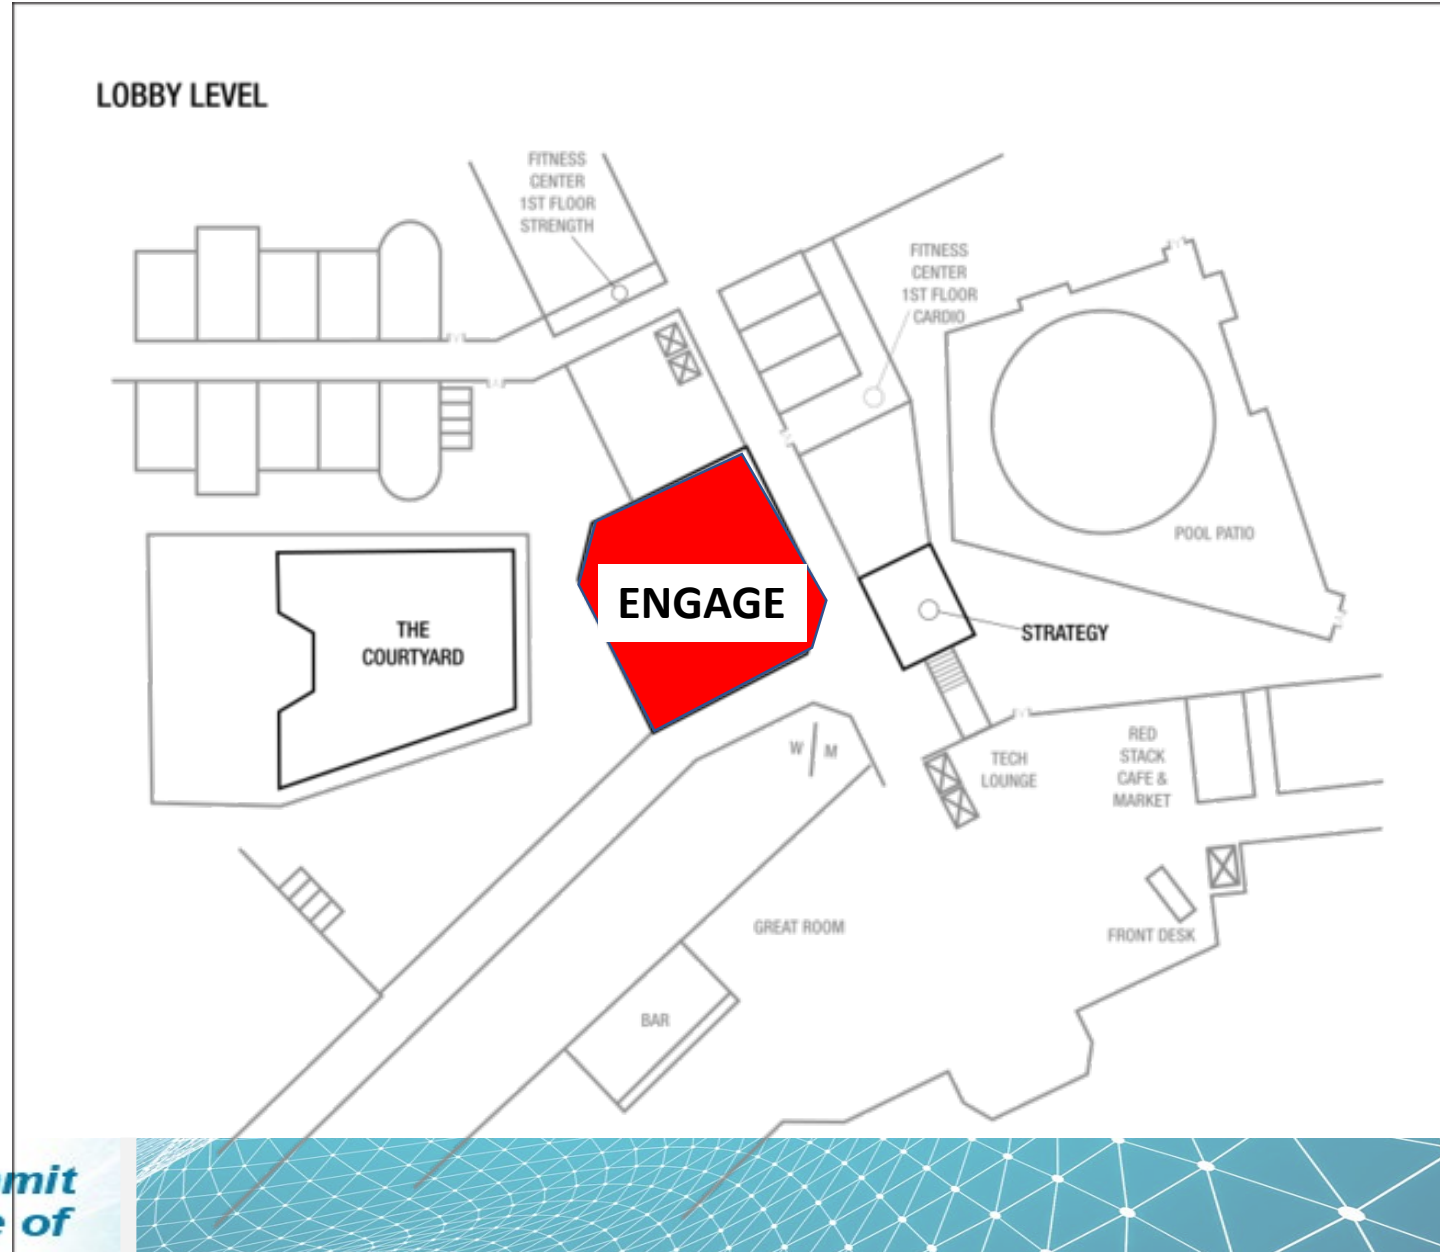 LOBBY LEVEL
FITNESS
CENTER
1ST FLOOR
STRENGTH
FITNESS
CENTER
1ST FLOOR
CARDIO
POOL PATIO
ENGAGE
THE
COURTYARD
STRATEGY
W / M
TECH
LOUNGE
RED
STACK
CAFE &
MARKET
GREAT ROOM
FRONT DESK
BAR
mit
of